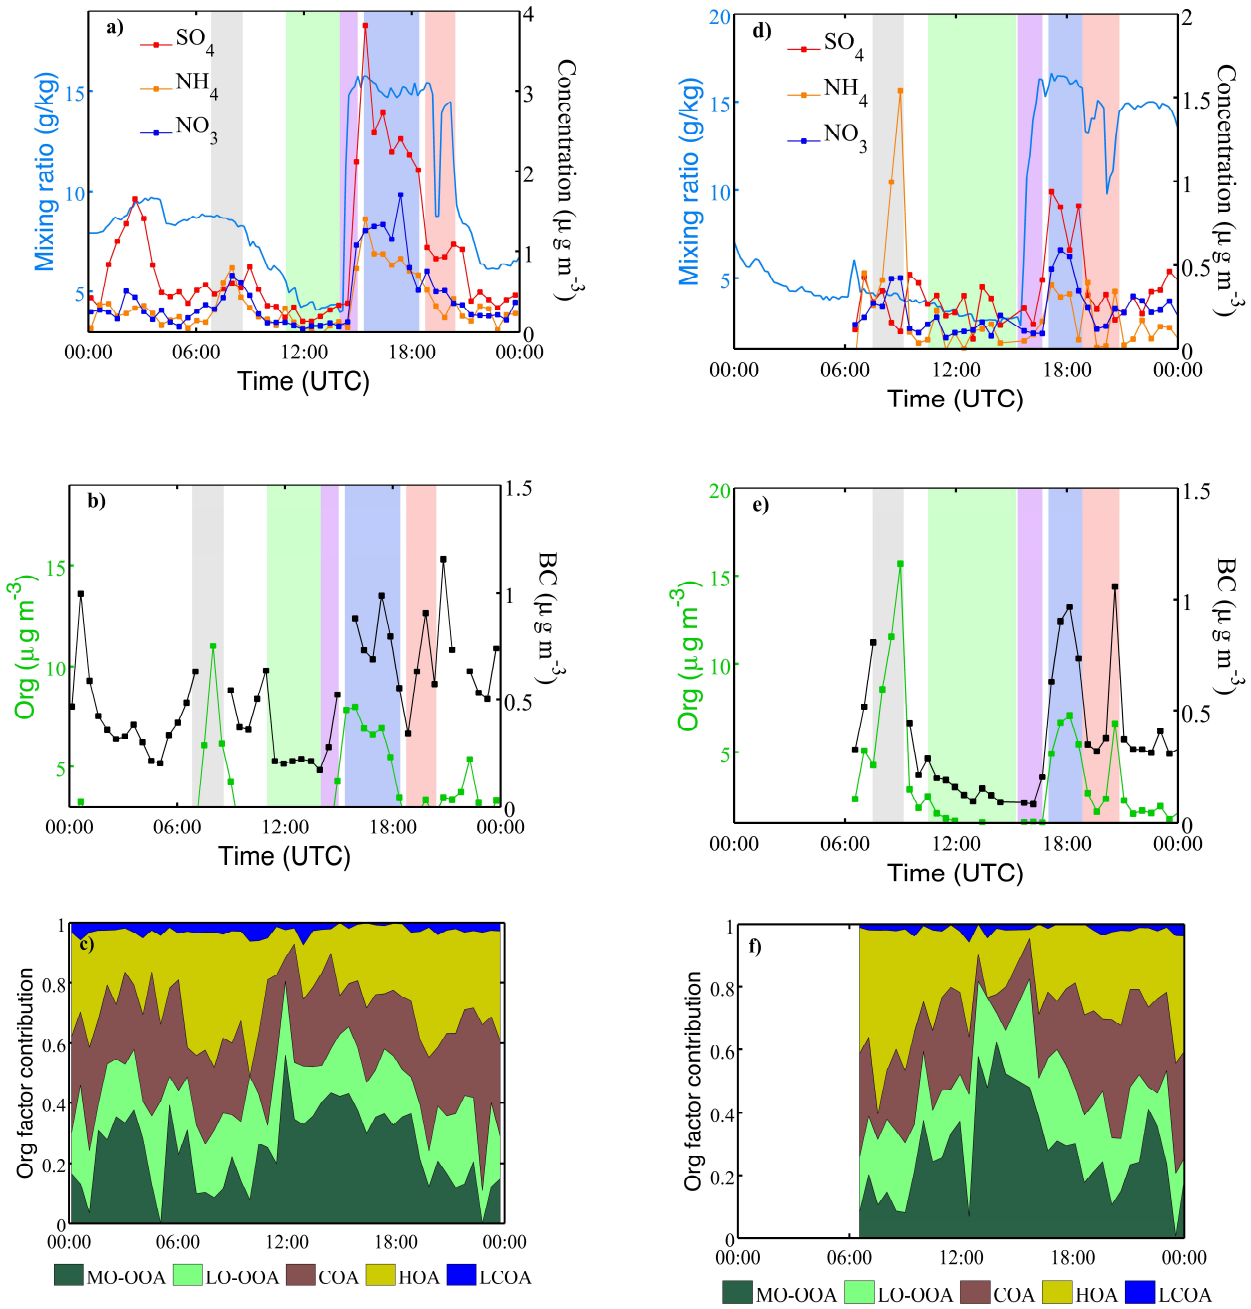 a)
SO4
NH4
NO3
Mixing ratio (g/kg)
15
10
5
Concentration (μ g m-3)
4
3
2
1
0
00:00 06:00 12:00 18:00 00:00
Time (UTC)
d)
SO4
NH4
NO3
Mixing ratio (g/kg)
20
15
10
5
Concentration (μ g m-3)
2
1.5
1
0.5
0
00:00 06:00 12:00 18:00 00:00
Time (UTC)
b)
Org (μ g m-3)
15
10
5
BC (μ g m-3)
1.5
1
0.5
0
00:00 06:00 12:00 18:00 00:00
Time (UTC)
e)
Org (μ g m-3)
20
15
10
5
BC (μ g m-3)
1.5
1
0.5
0
00:00 06:00 12:00 18:00 00:00
Time (UTC)
c)
Org factor contribution
1
0.8
0.6
0.4
0.2
0
00:00 06:00 12:00 18:00 00:00
MO-OOA LO-OOA COA HOA LCOA
f)
Org factor contribution
1
0.8
0.6
0.4
0.2
0
00:00 06:00 12:00 18:00 00:00
MO-OOA LO-OOA COA HOA LCOA